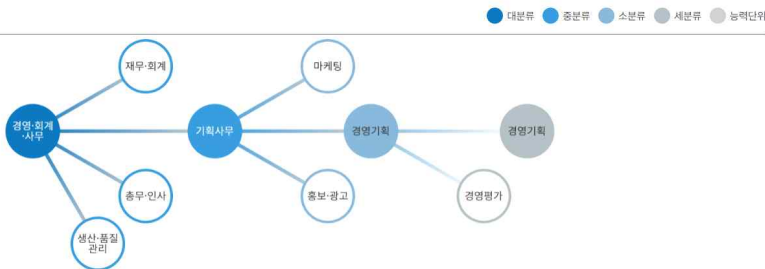 대분류 중분류 소분류 세분류 능력단위
재무·회계
마케팅
경영·회계
·사무
기획사무
경영기획
경영기획
총무·인사
홍보·광고
경영평가
생산·품질
관리